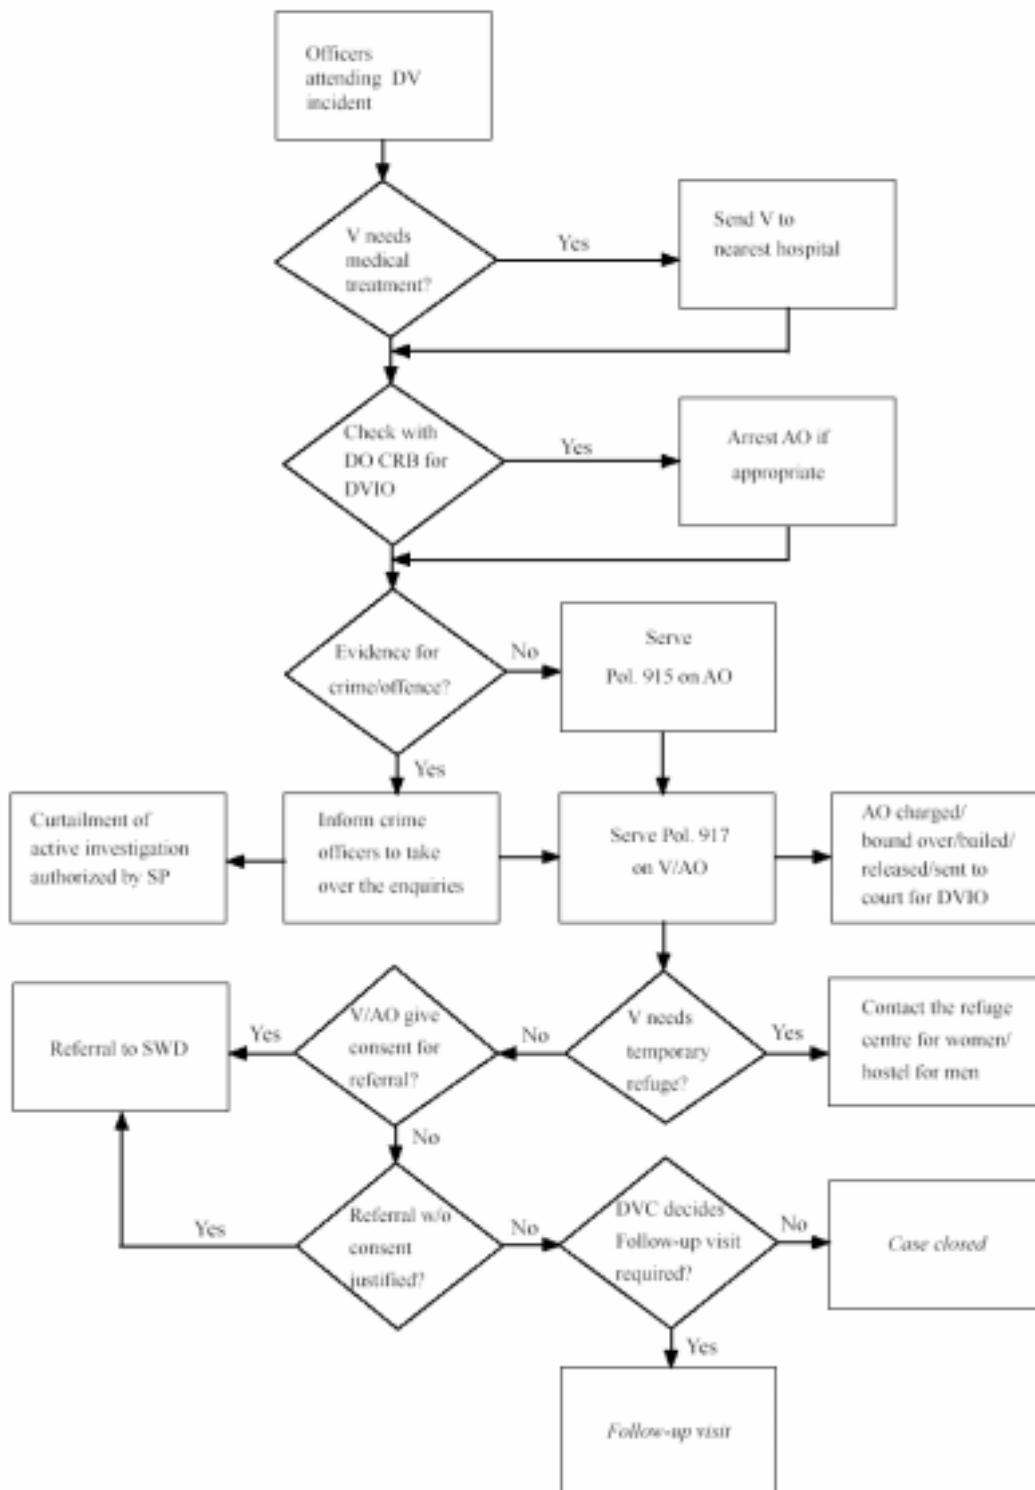 Officers
attending DV
incident
V needs
medical
treatment?
Yes
Send V to
nearest hospital
Check with
DO CRB for
DVIO
Yes
Arrest AO if
appropriate
Evidence for
crime/offence?
No
Serve
Pol. 915 on AO
Yes
Curtailment of
active investigation
authorized by SP
Inform crime
officers to take
over the enquiries
Serve Pol. 917
on V/AO
AO charged/
bound over/bailed/
released/sent to
court for DVIO
Referral to SWD
Yes
V/AO give
consent for
referral?
No
V needs
temporary
refuge?
Yes
Contact the refuge
centre for women/
hostel for men
No
Yes
Referral w/o
consent
justified?
No
DVC decides
Follow-up visit
required?
No
Case closed
Yes
Follow-up visit